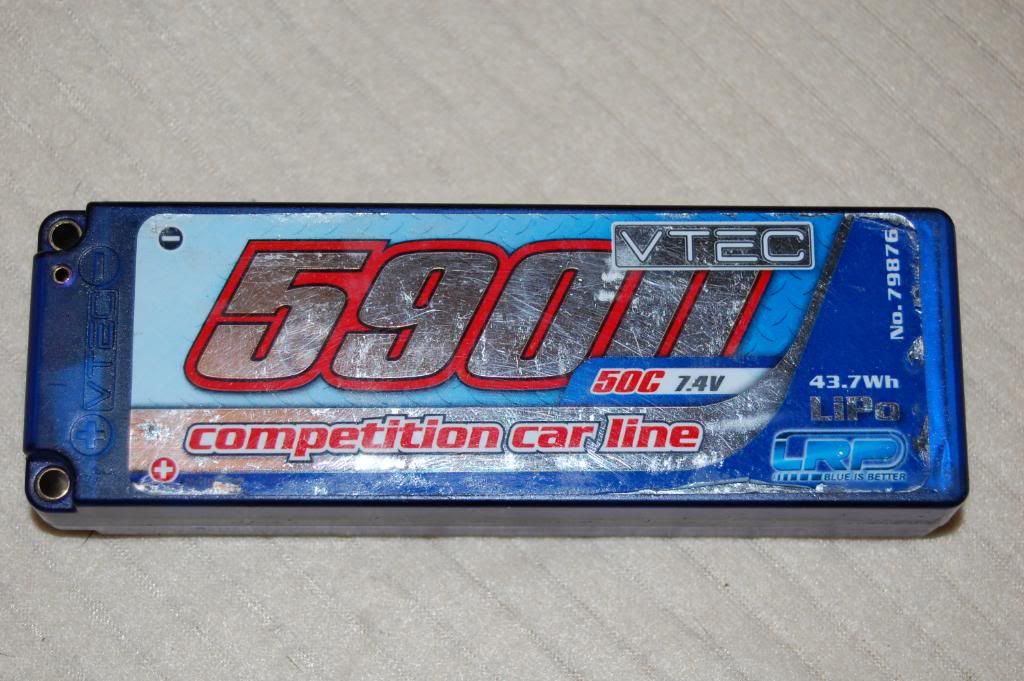 VTEC
5900
No. 79876
50C 7.4V
43.7Wh
LiPo
competition car line
LRP
BLUE IS BETTER
VTEC